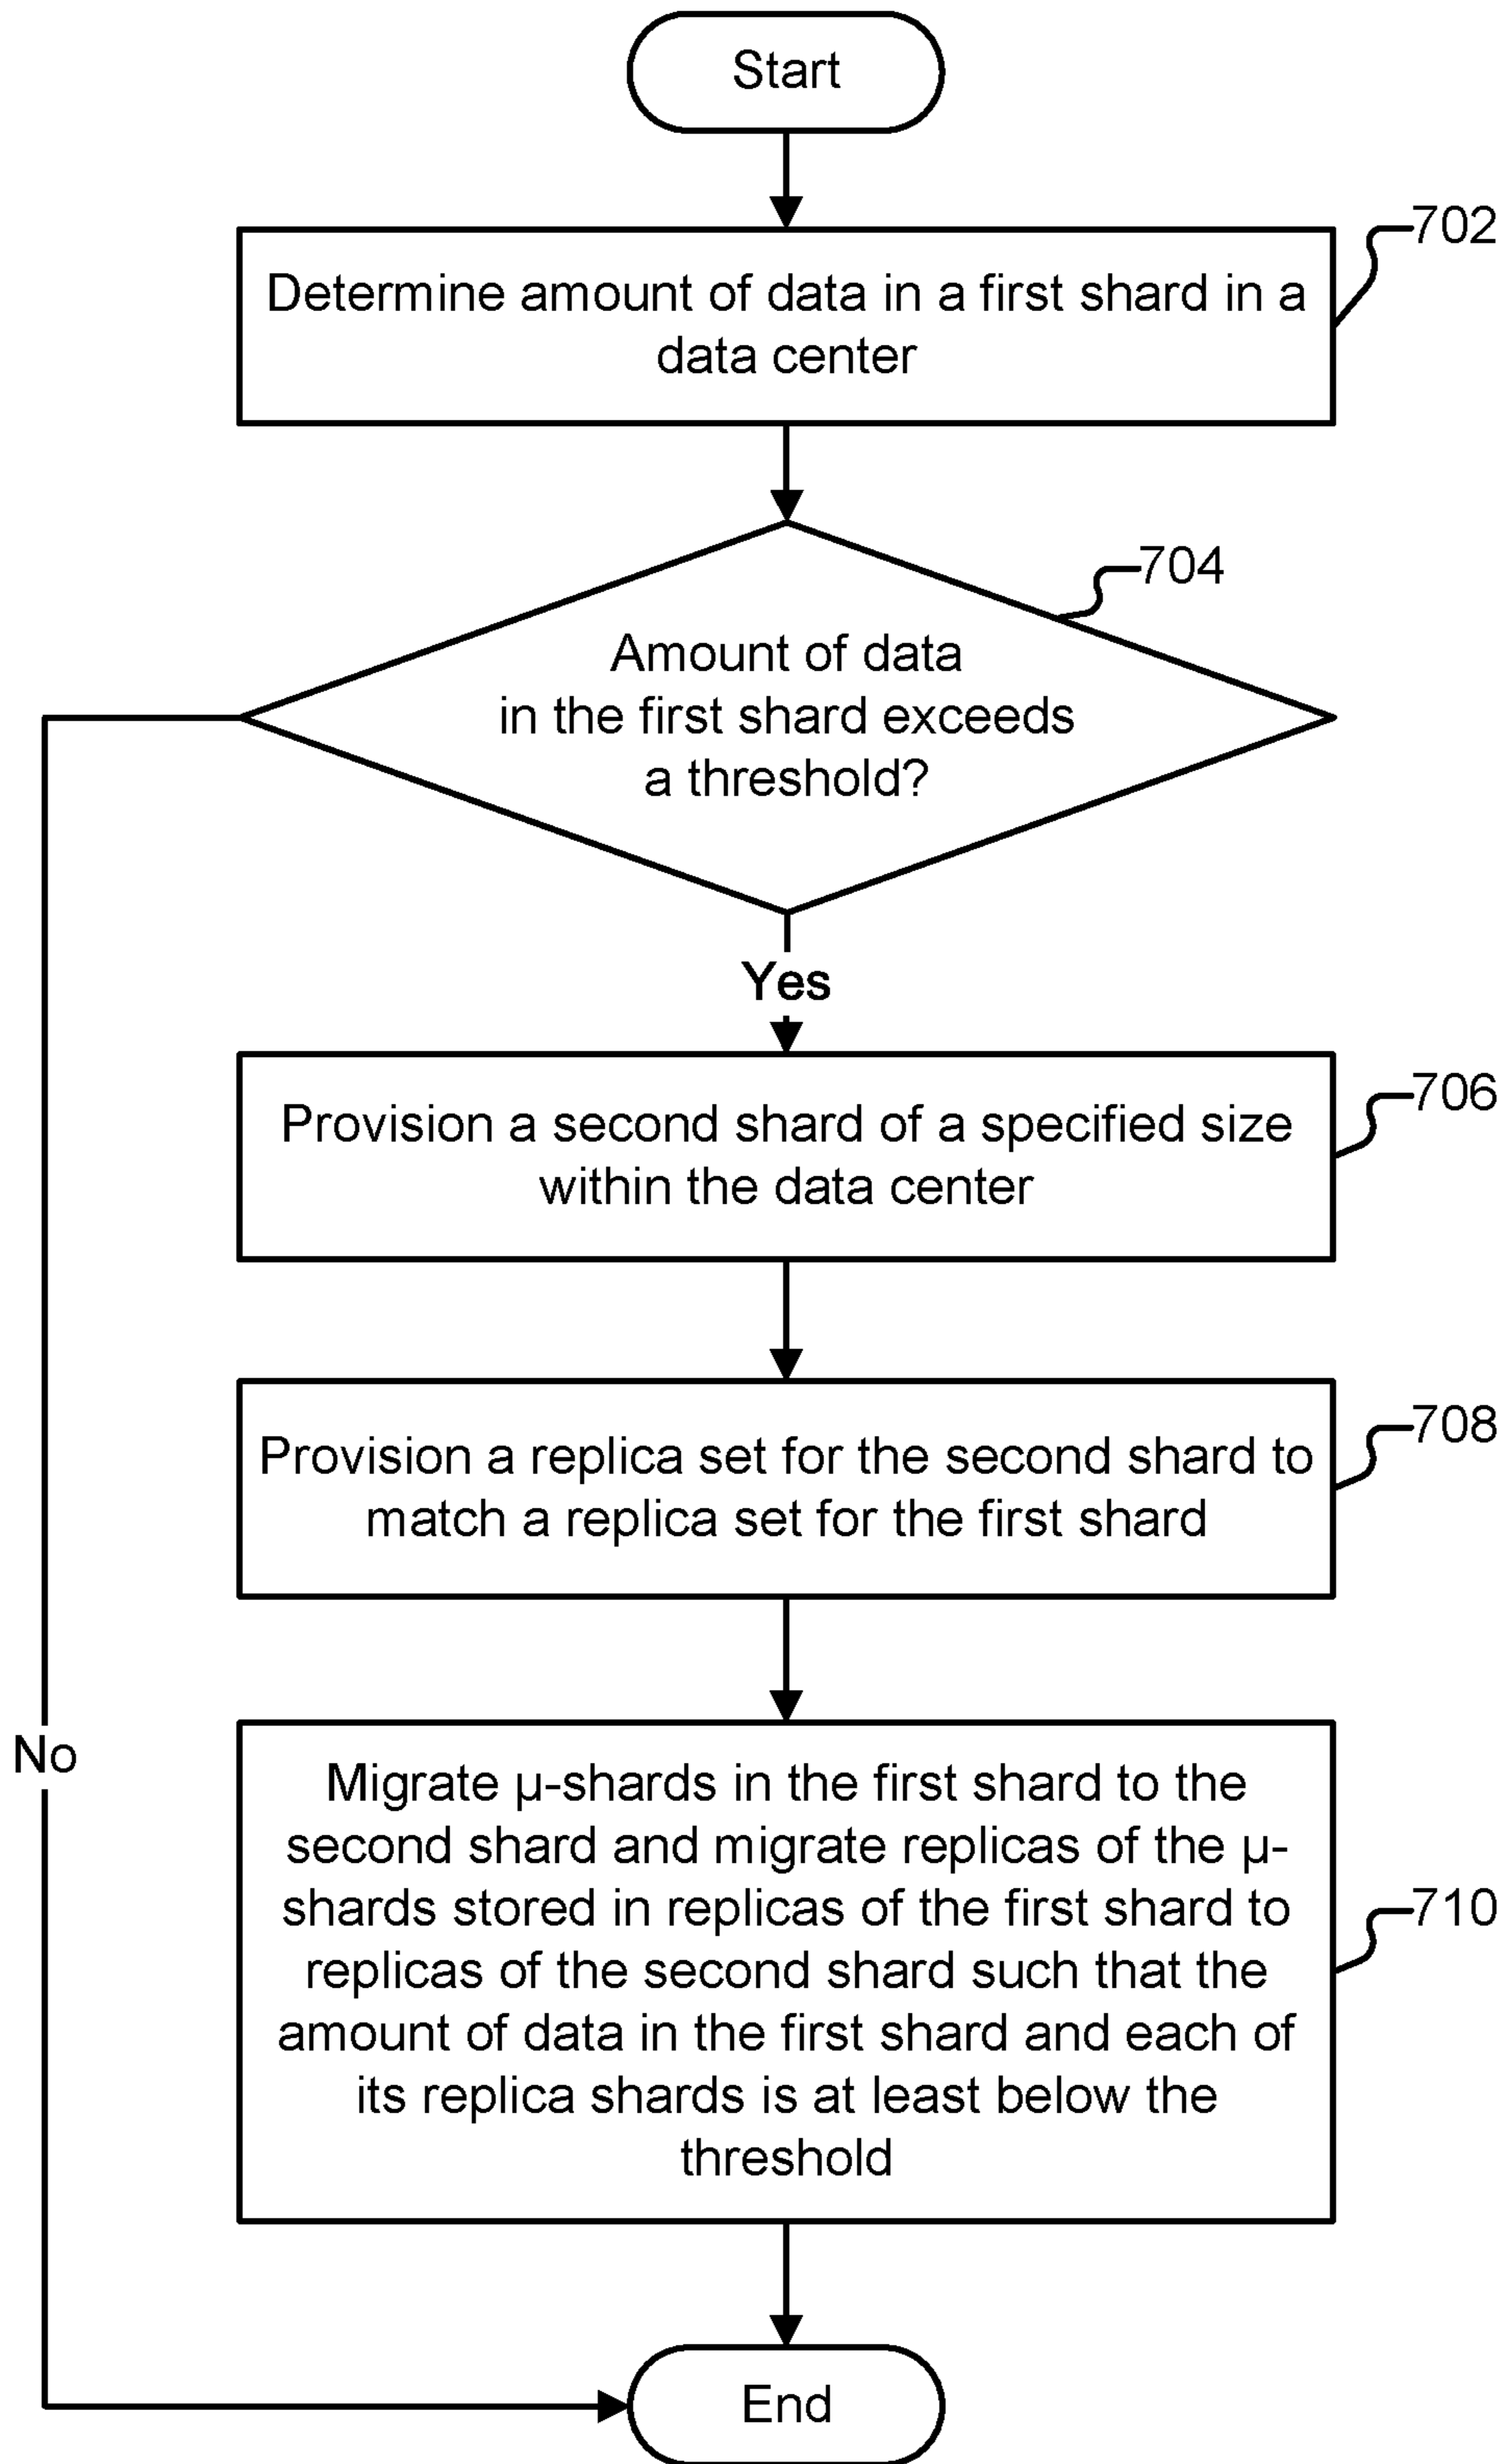 Start
702
Determine amount of data in a first shard in a
data center
704
Amount of data
in the first shard exceeds
a threshold?
Yes
706
Provision a second shard of a specified size
within the data center
708
Provision a replica set for the second shard to
match a replica set for the first shard
No
Migrate µ-shards in the first shard to the
second shard and migrate replicas of the µ-
shards stored in replicas of the first shard to
710
replicas of the second shard such that the
amount of data in the first shard and each of
its replica shards is at least below the
threshold
End